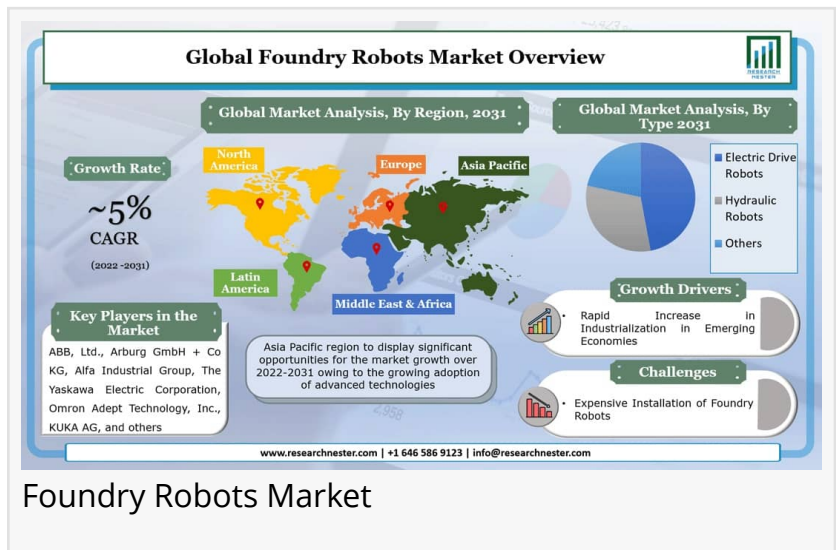 Global Foundry Robots Market Overview
RESEARCH
NESTER
Global Market Analysis, By Region, 2031
Global Market Analysis, By
Type 2031
Growth Rate
~5%
CAGR
(2022 -2031)
North
America
Europe
Asia Pacific
Latin
America
Middle East & Africa
Electric Drive
Robots
Hydraulic
Robots
Others
Key Players in the
Market
ABB, Ltd., Arburg GmbH + Co
KG, Alfa Industrial Group, The
Yaskawa Electric Corporation,
Omron Adept Technology, Inc.,
KUKA AG, and others
Asia Pacific region to display significant
opportunities for the market growth over
2022-2031 owing to the growing adoption
of advanced technologies
Growth Drivers
• Rapid Increase in
Industrialization in Emerging
Economies
Challenges
• Expensive Installation of Foundry
Robots
2,958
www.researchnester.com | +1 646 586 9123 | info@researchnester.com
Foundry Robots Market